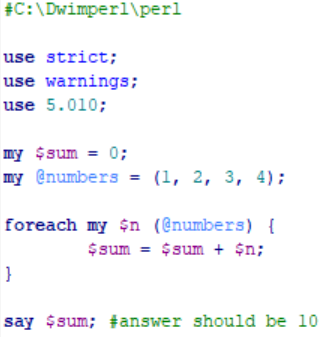 #C:\Dwimperl\perl
use strict;
use warnings;
use 5.010;
my $sum = 0;
my @numbers = (1, 2, 3, 4);
foreach my $n (@numbers) {
        $sum = $sum + $n;
}
say $sum; #answer should be 10